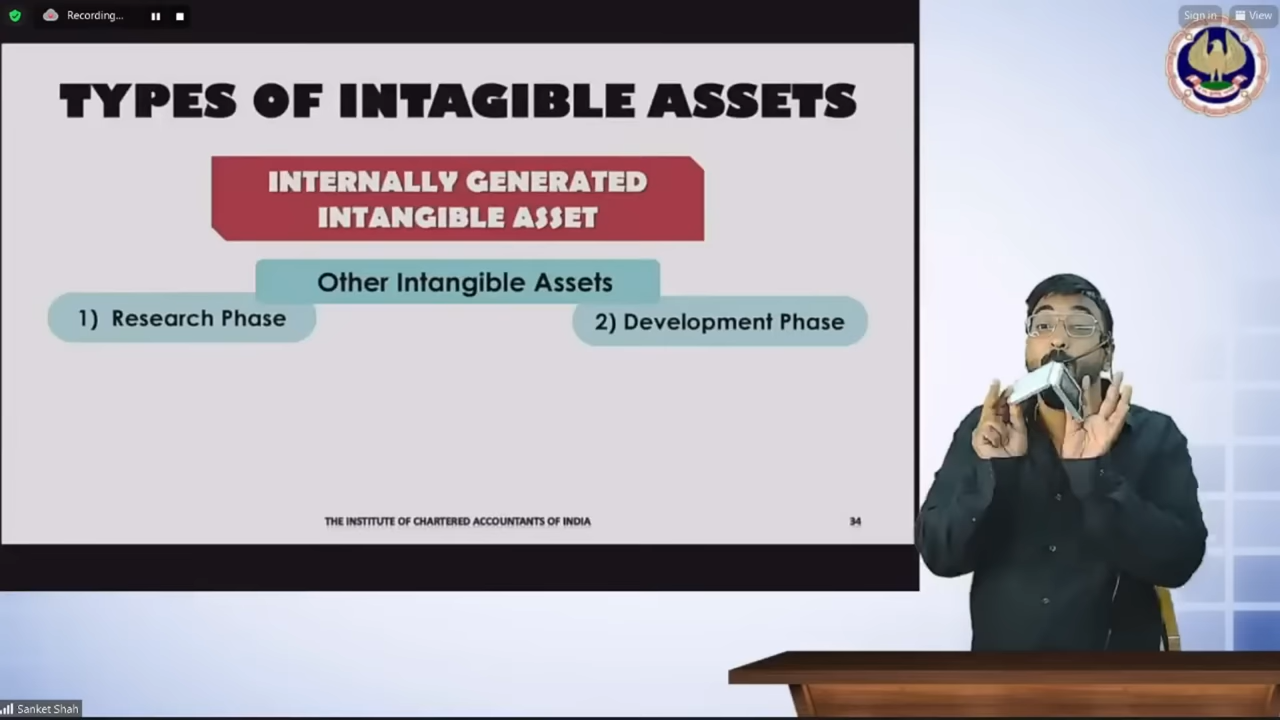 Recording...
Sign in
View
TYPES OF INTAGIBLE ASSETS
INTERNALLY GENERATED
INTANGIBLE ASSET
Other Intangible Assets
1) Research Phase
2) Development Phase
THE INSTITUTE OF CHARTERED ACCOUNTANTS OF INDIA
34
Sanket Shah